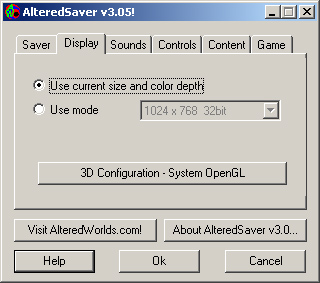 AlteredSaver v3.05!
Saver Display Sounds Controls Content Game
Use current size and color depth
Use mode 1024 x 768 32bit
3D Configuration - System OpenGL
Visit AlteredWorlds.com! About AlteredSaver v3.0...
Help Ok Cancel